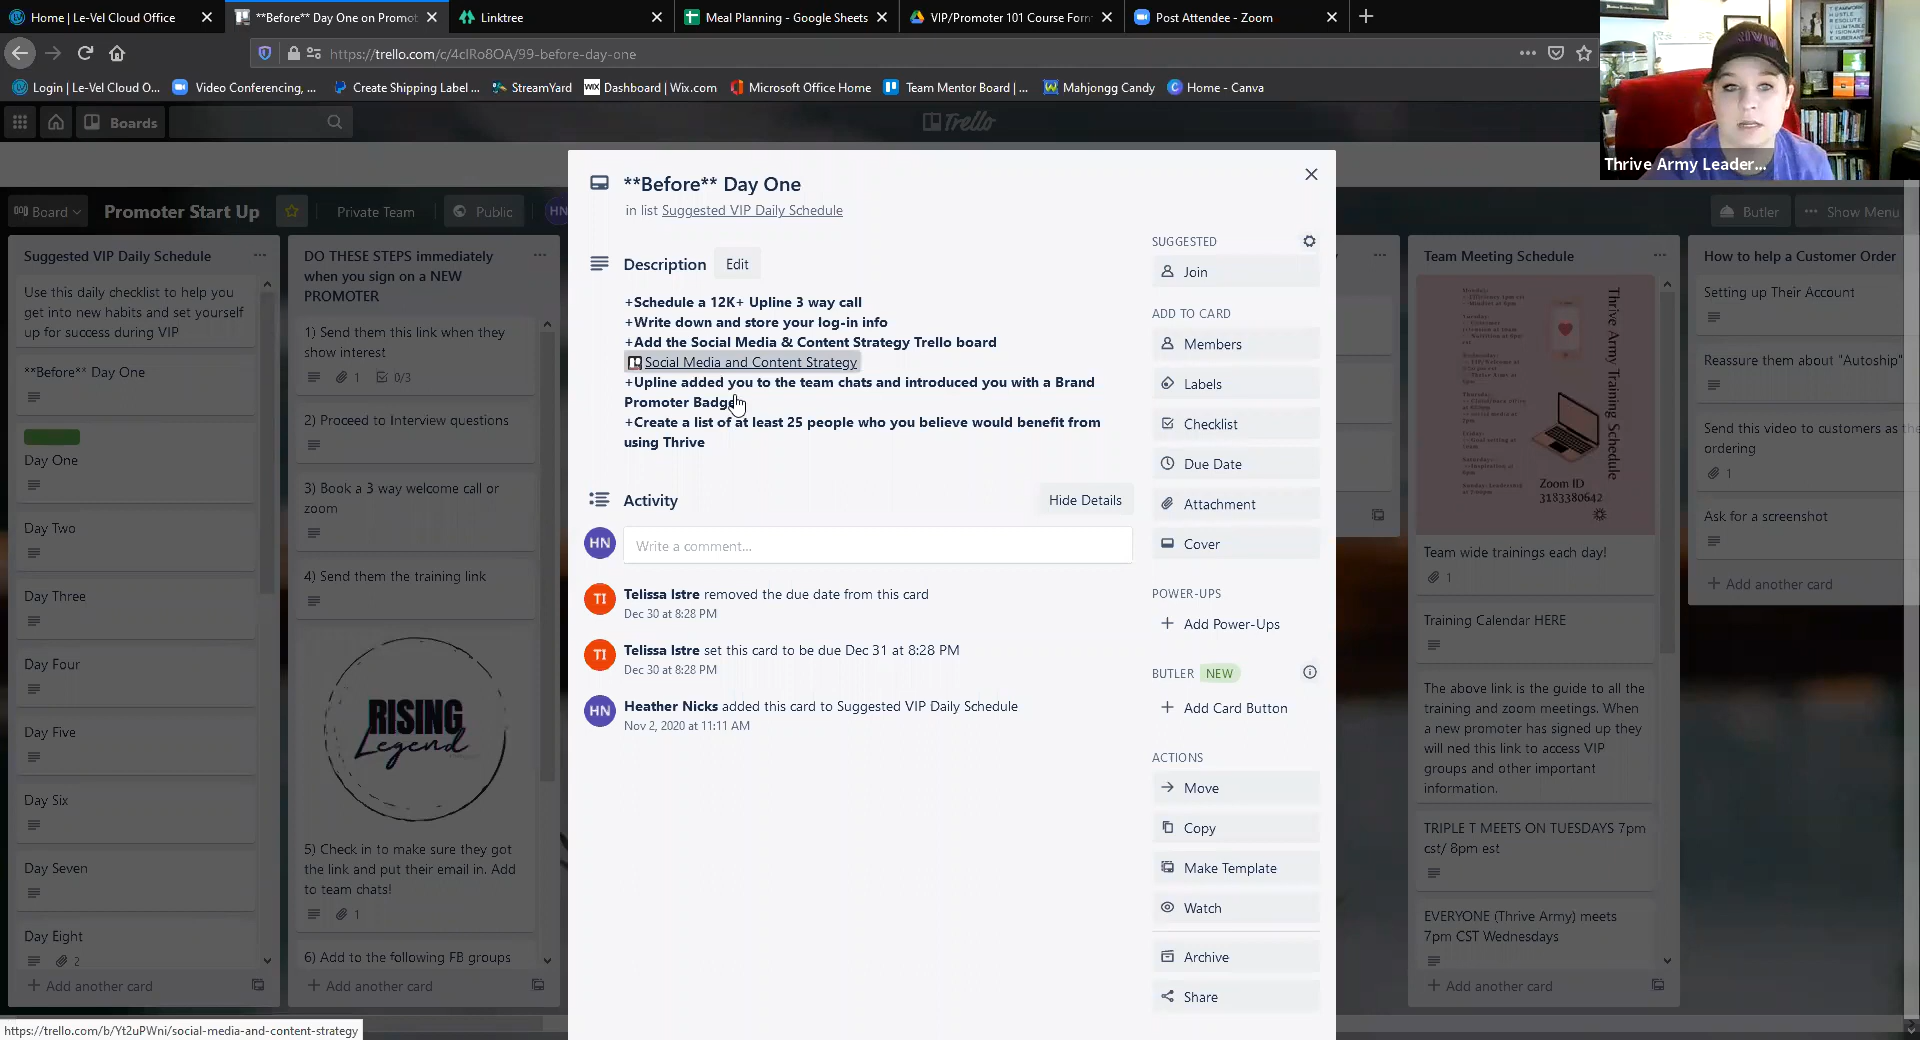 Home | Le-Vel Cloud Office
**Before** Day One on Promot
Linktree
Meal Planning - Google Sheets
VIP/Promoter 101 Course Form
Post Attendee - Zoom
https://trello.com/c/4clRo8OA/99-before-day-one
Login | Le-Vel Cloud O...
Video Conferencing, ...
Create Shipping Label ...
StreamYard
Dashboard | Wix.com
Microsoft Office Home
Team Mentor Board | ...
Mahjongg Candy
Home - Canva
Boards
Trello
Thrive Army Leader...
Board
Promoter Start Up
Private Team
Public
HN
Butler
Show Menu
Suggested VIP Daily Schedule
Use this daily checklist to help you
get into new habits and set yourself
up for success during VIP
**Before** Day One
Day One
Day Two
Day Three
Day Four
Day Five
Day Six
Day Seven
Day Eight
2
+ Add another card
DO THESE STEPS immediately
when you sign on a NEW
PROMOTER
1) Send them this link when they
show interest
1
0/3
2) Proceed to Interview questions
3) Book a 3 way welcome call or
zoom
4) Send them the training link
RISING
Legend
5) Check in to make sure they got
the link and put their email in. Add
to team chats!
1
6) Add to the following FB groups
+ Add another card
**Before** Day One
in list Suggested VIP Daily Schedule
Description
Edit
+Schedule a 12K+ Upline 3 way call
+Write down and store your log-in info
+Add the Social Media & Content Strategy Trello board
Social Media and Content Strategy
+Upline added you to the team chats and introduced you with a Brand
Promoter Badge
+Create a list of at least 25 people who you believe would benefit from
using Thrive
Activity
Hide Details
HN
Write a comment...
TI
Telissa Istre removed the due date from this card
Dec 30 at 8:28 PM
TI
Telissa Istre set this card to be due Dec 31 at 8:28 PM
Dec 30 at 8:28 PM
HN
Heather Nicks added this card to Suggested VIP Daily Schedule
Nov 2, 2020 at 11:11 AM
SUGGESTED
Join
ADD TO CARD
Members
Labels
Checklist
Due Date
Attachment
Cover
POWER-UPS
+ Add Power-Ups
BUTLER NEW
+ Add Card Button
ACTIONS
Move
Copy
Make Template
Watch
Archive
Share
Team Meeting Schedule
Thrive Army Training Schedule
Zoom ID
3183380642
Team wide trainings each day!
1
Training Calendar HERE
The above link is the guide to all the
training and zoom meetings. When
a new promoter has signed up they
will ned this link to access VIP
groups and other important
information.
TRIPLE T MEETS ON TUESDAYS 7pm
cst/ 8pm est
EVERYONE (Thrive Army) meets
7pm CST Wednesdays
+ Add another card
How to help a Customer Order
Setting up Their Account
Reassure them about "Autoship"
Send this video to customers as the
ordering
1
Ask for a screenshot
+ Add another card
https://trello.com/b/Yt2uPWni/social-media-and-content-strategy